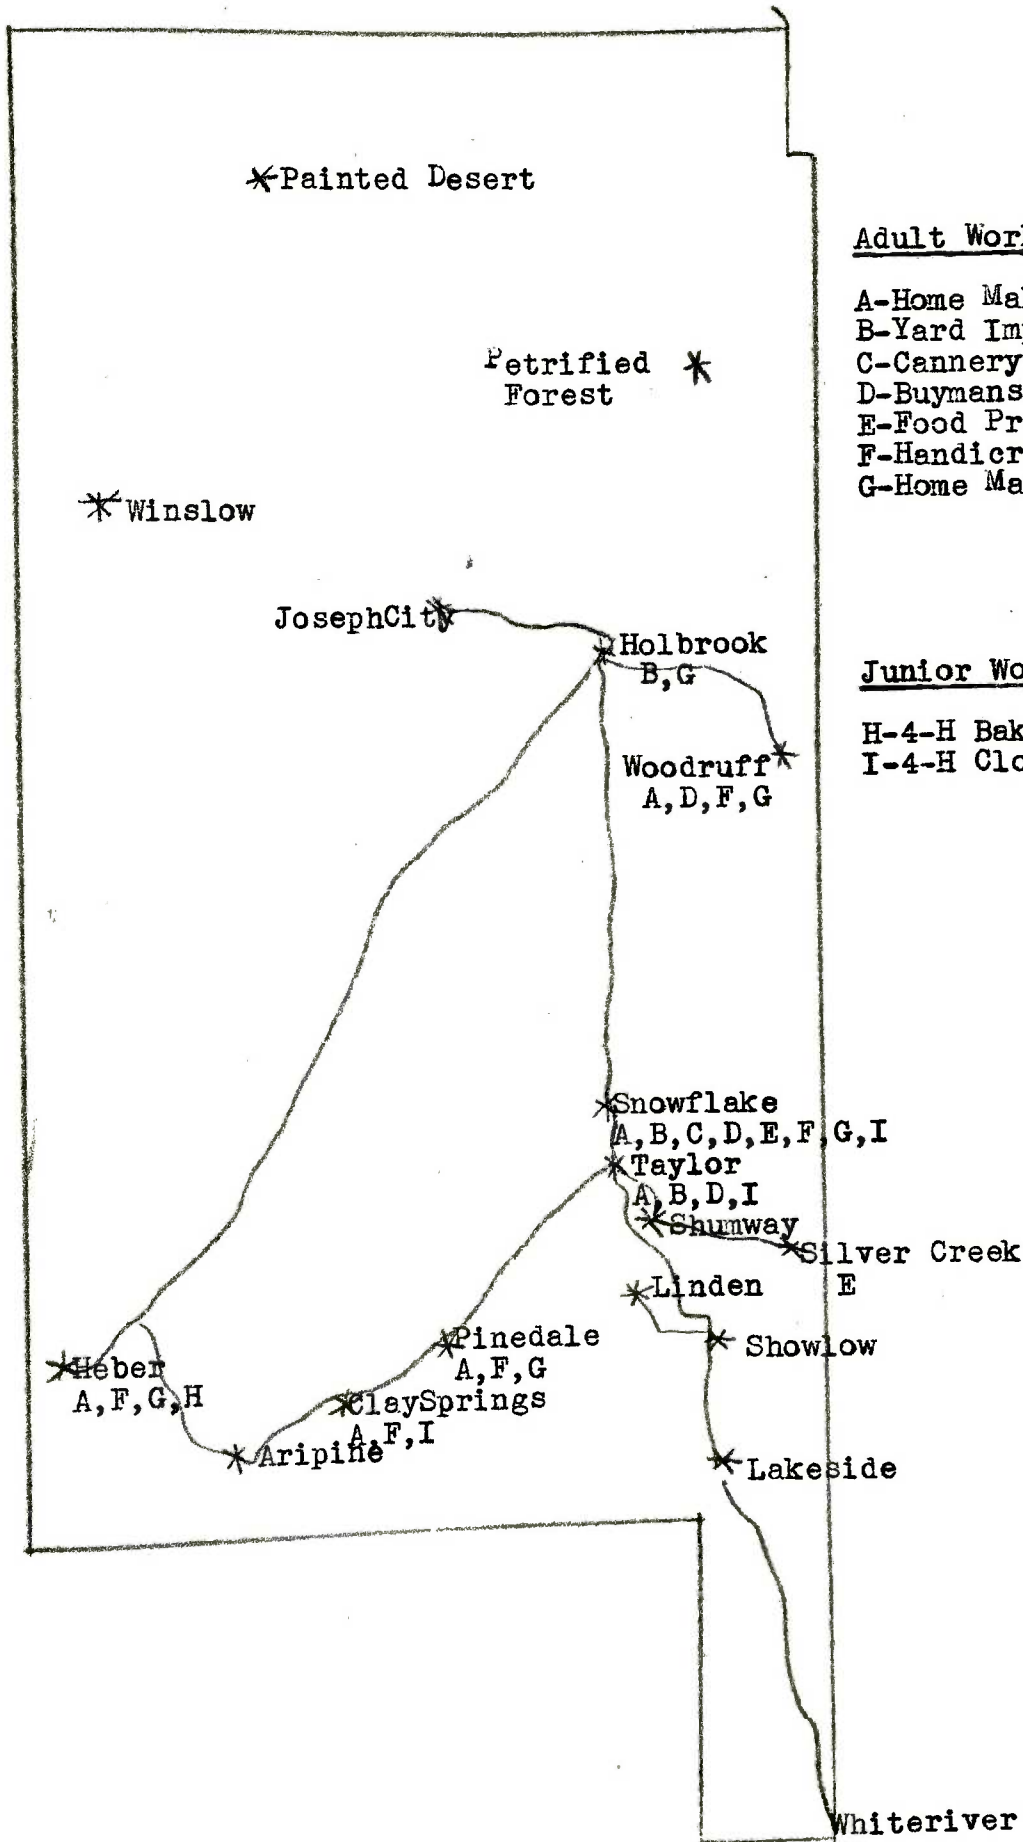 Painted Desert
Petrified
Forest
Winslow
JosephCity
Holbrook
B,G
Woodruff
A,D,F,G
Snowflake
A,B,C,D,E,F,G,I
Taylor
A,B,D,I
Shumway
Silver Creek
E
Linden
Showlow
Pinedale
A,F,G
Heber
A,F,G,H
ClaySprings
A,F,I
Aripine
Lakeside
Whiteriver
Adult Wor
A-Home Ma
B-Yard Im
C-Cannery
D-Buymans
E-Food Pr
F-Handicr
G-Home Ma
Junior Wo
H-4-H Bak
I-4-H Clo